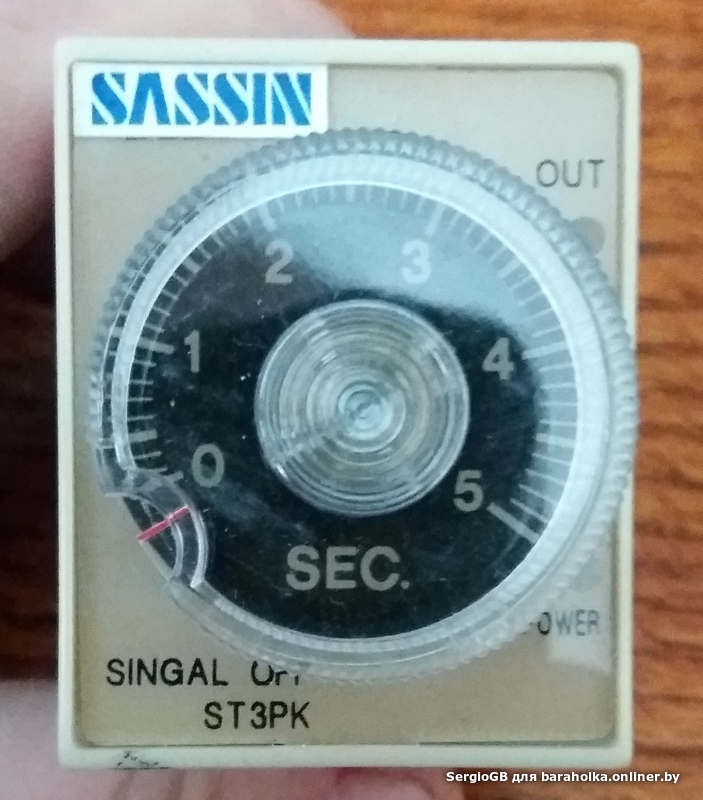 SASSIN
OUT
2 3
1 4
0 5
SEC.
POWER
SINGAL OFF
ST3PK
SergioGB для baraholka.onliner.by